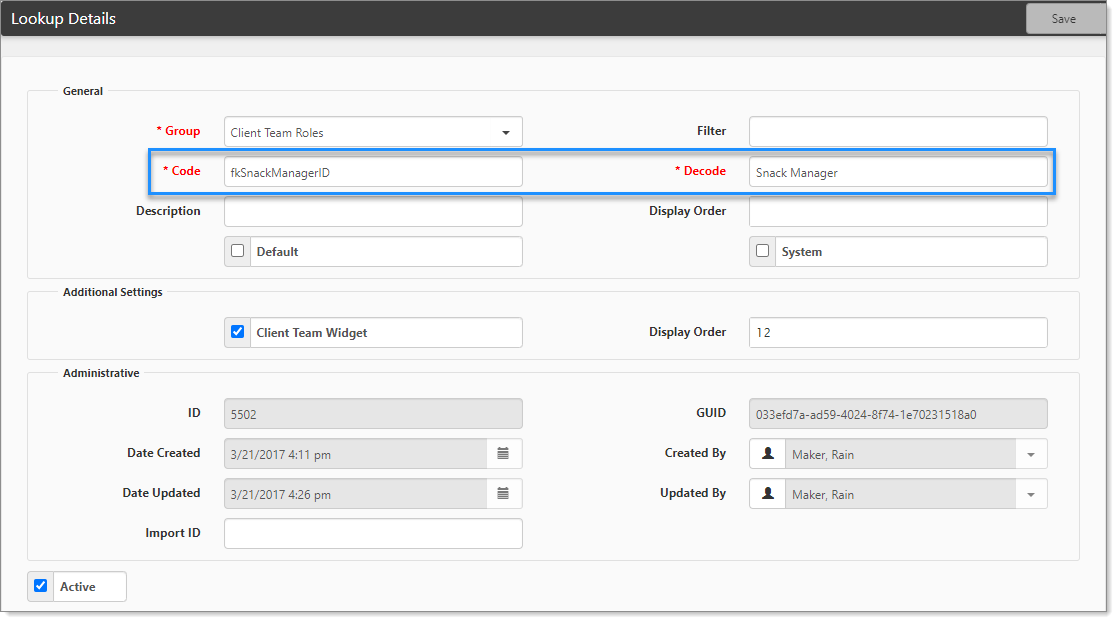 Lookup Details Save
General
* Group Client Team Roles Filter
* Code fkSnackManagerID * Decode Snack Manager
Description Display Order
Default System
Additional Settings
Client Team Widget Display Order 12
Administrative
ID 5502 GUID 033efd7a-ad59-4024-8f74-1e70231518a0
Date Created 3/21/2017 4:11 pm Created By Maker, Rain
Date Updated 3/21/2017 4:26 pm Updated By Maker, Rain
Import ID
Active